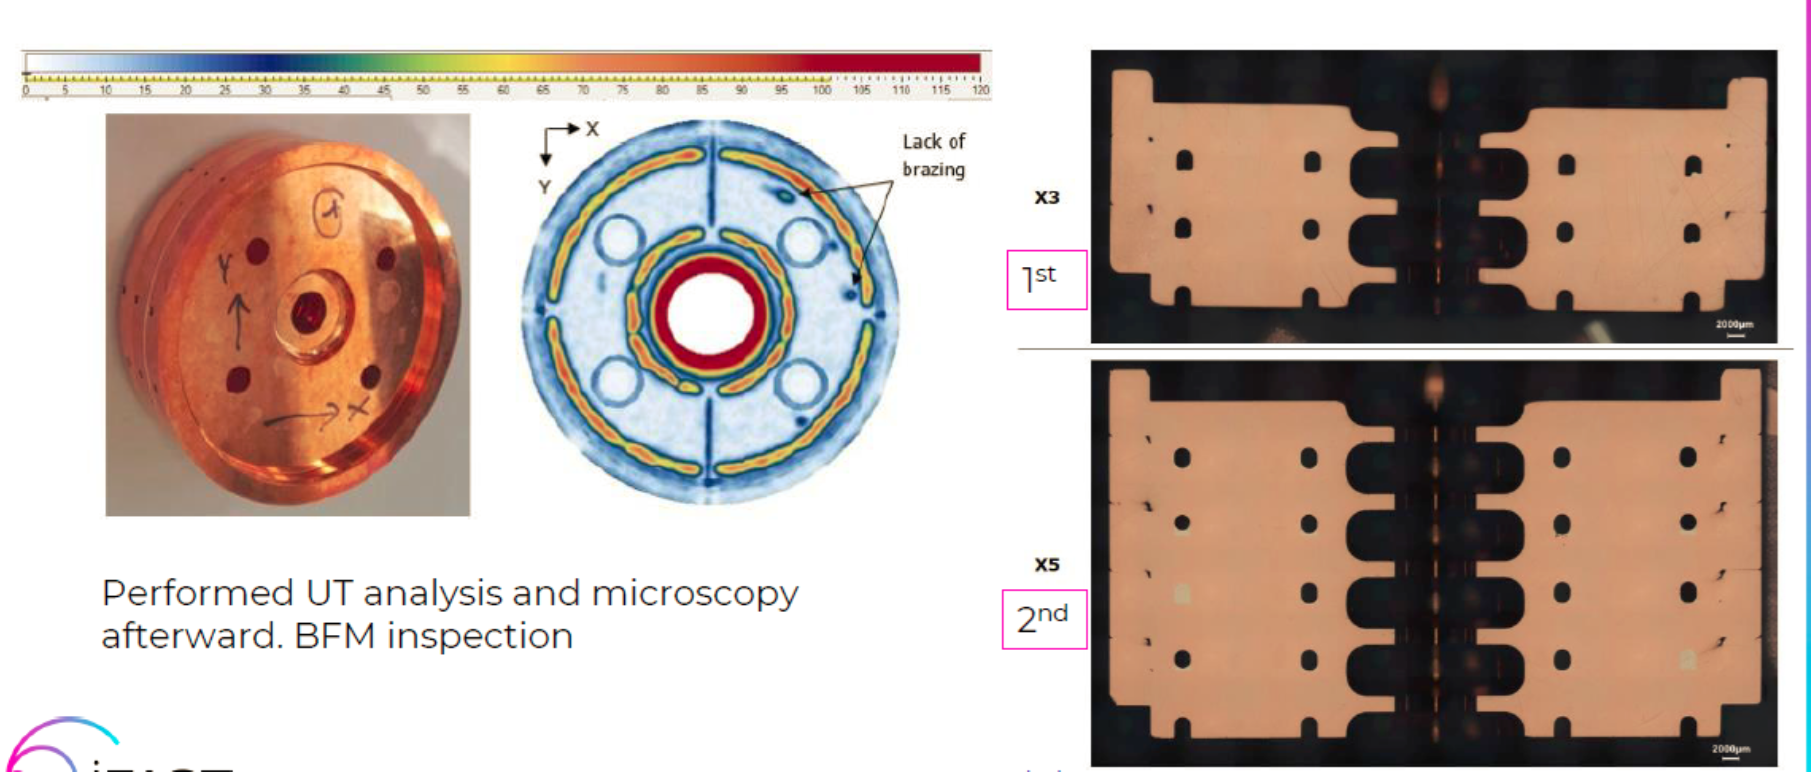 0 5 10 15 20 25 30 35 40 45 50 55 60 65 70 75 80 85 90 95 100 105 110 115 120
X
Y
Lack of
brazing
Y
X
Performed UT analysis and microscopy
afterward. BFM inspection
X3
1st
2000µm
X5
2nd
2000µm